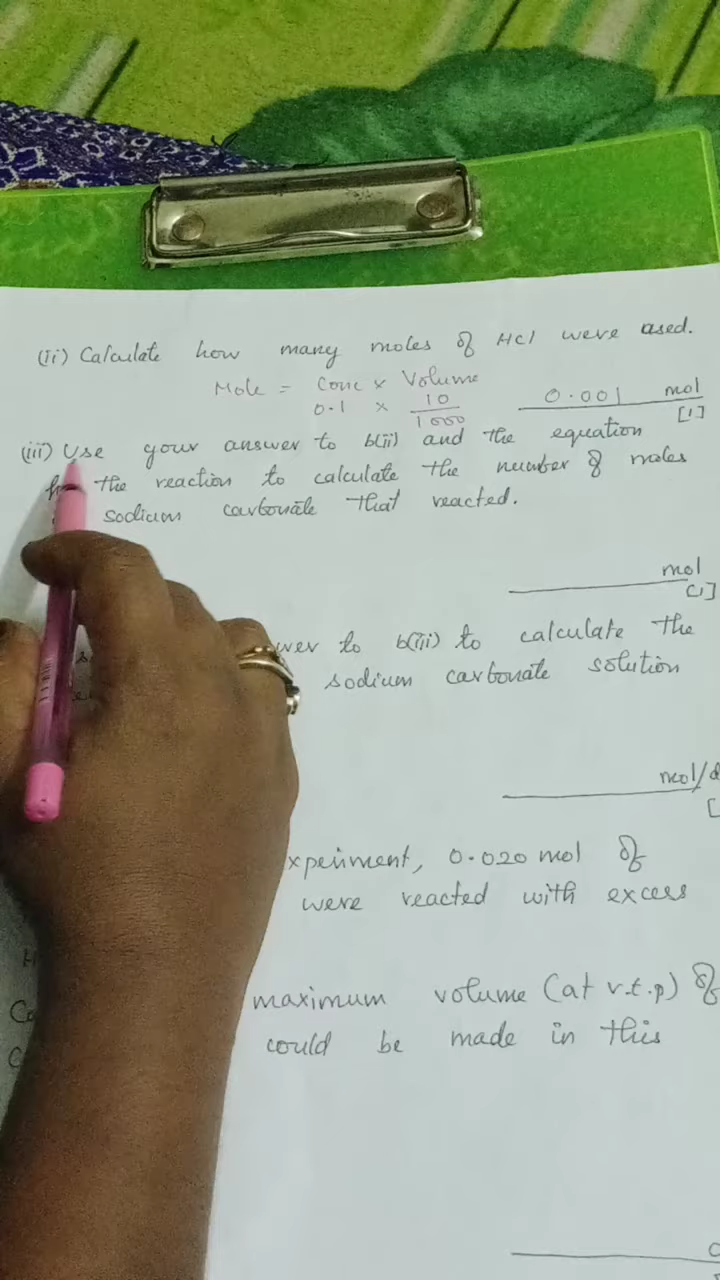 (ii) Calculate how many moles of HCl were used.
Mole = Conc × Volume
0.1 × 10/1000
0.001 mol
[1]
(iii) Use your answer to b(ii) and the equation
the reaction to calculate the number of moles
sodium carbonate that reacted.
mol
[1]
to b(iii) to calculate the
sodium carbonate solution
mol/d
[
xperiment, 0.020 mol of
were reacted with excess
maximum volume (at r.t.p) of
could be made in this